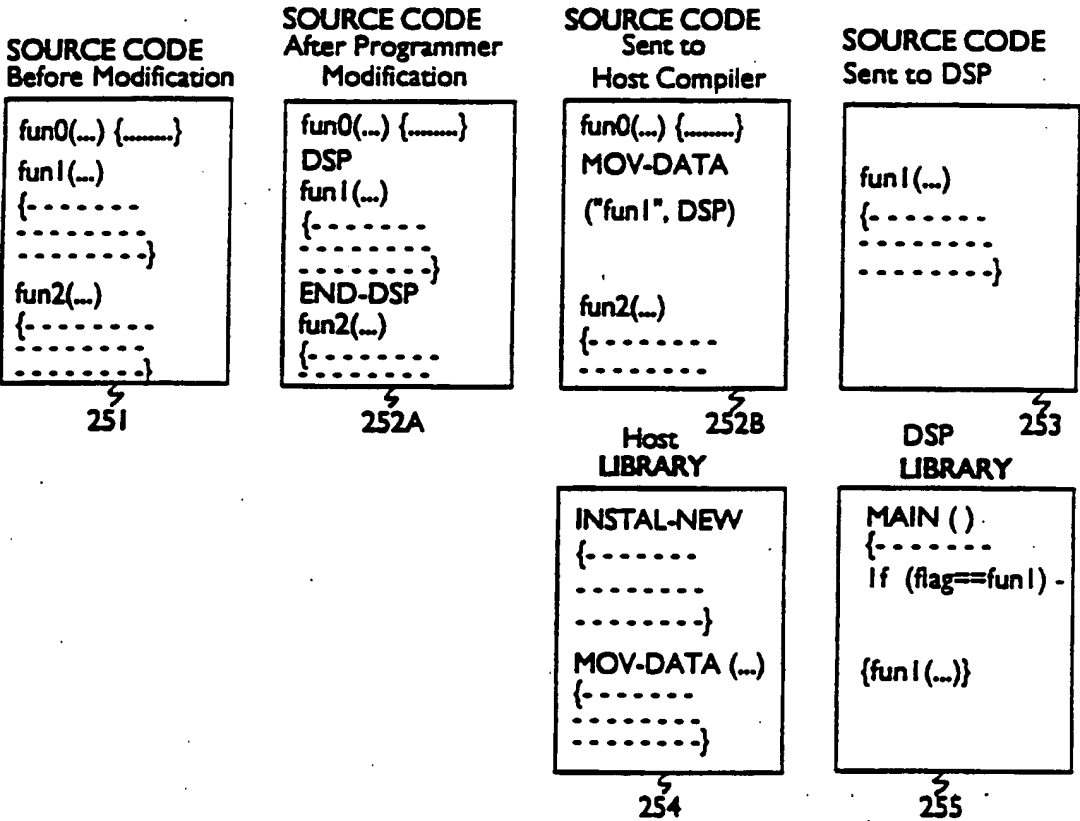 SOURCE CODE
Before Modification
fun0(...) {........}
fun1(...)
{- - - - - - -
- - - - - - - - -
- - - - - - - - -}
fun2(...)
{- - - - - - - -
- - - - - - - - -
- - - - - - - - -}
251
SOURCE CODE
After Programmer
Modification
fun0(...) {........}
DSP
fun1(...)
{- - - - - - -
- - - - - - - - -
- - - - - - - - -}
END-DSP
fun2(...)
{- - - - - - - -
- - - - - - - - -
252A
SOURCE CODE
Sent to
Host Compiler
fun0(...) {........}
MOV-DATA
("fun1", DSP)
fun2(...)
{- - - - - - - -
- - - - - - - - -
252B
SOURCE CODE
Sent to DSP
fun1(...)
{- - - - - - -
- - - - - - - - -
- - - - - - - - -}
253
Host
LIBRARY
INSTAL-NEW
{- - - - - - -
- - - - - - - - -
- - - - - - - - -}
MOV-DATA (...)
{- - - - - - -
- - - - - - - - -
- - - - - - - - -}
254
DSP
LIBRARY
MAIN ( )
{- - - - - - -
If (flag==fun1) -
{fun1(...)}
255